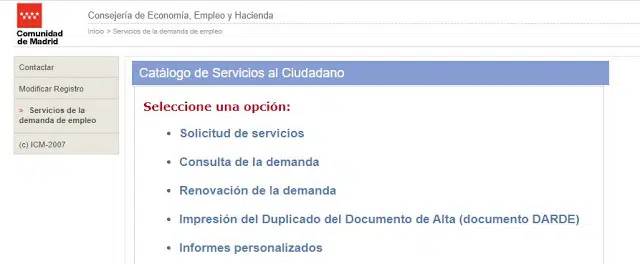 Comunidad
de Madrid
Consejería de Economía, Empleo y Hacienda
Inicio > Servicios de la demanda de empleo
Contactar
Modificar Registro
> Servicios de la
demanda de empleo
(c) ICM-2007
Catálogo de Servicios al Ciudadano
Seleccione una opción:
• Solicitud de servicios
• Consulta de la demanda
• Renovación de la demanda
• Impresión del Duplicado del Documento de Alta (documento DARDE)
• Informes personalizados